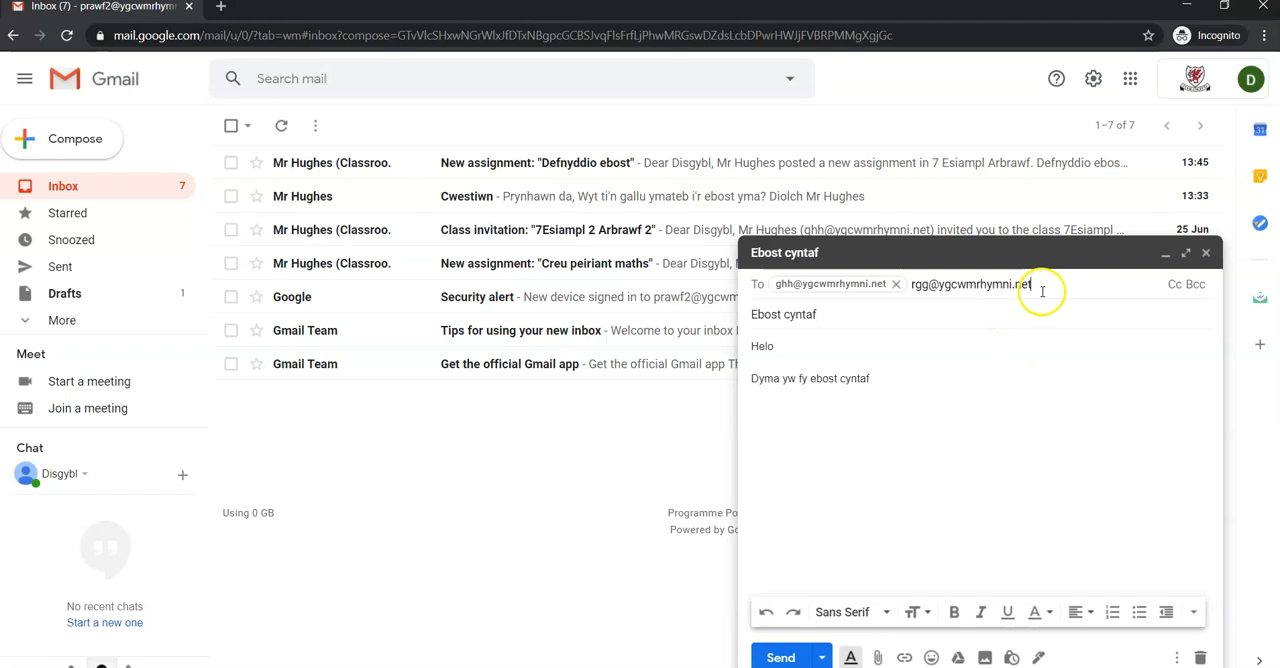 Inbox (7) - prawf2@ygcwmrhym
mail.google.com/mail/u/0/?tab=wm#inbox?compose=GTvVlcSHxwNGrWlxJfDTxNBgpcGCBSJvqFlsFrfLjPhwMRGswDZdsLcbDPwrHWJjFVBRPMMgXgjGc
Incognito
Gmail
Search mail
D
Compose
1–7 of 7
Inbox 7
Starred
Snoozed
Sent
Drafts 1
More
Meet
Start a meeting
Join a meeting
Chat
Disgybl
No recent chats
Start a new one
Mr Hughes (Classroo. New assignment: "Defnyddio ebost" - Dear Disgybl, Mr Hughes posted a new assignment in 7 Esiampl Arbrawf. Defnyddio ebos... 13:45
Mr Hughes Cwestiwn - Prynhawn da, Wyt ti'n gallu ymateb i'r ebost yma? Diolch Mr Hughes 13:33
Mr Hughes (Classroo. Class invitation: "7Esiampl 2 Arbrawf 2" - Dear Disgybl, Mr Hughes (ghh@ygcwmrhymni.net) invited you to the class 7Esiampl ... 25 Jun
Mr Hughes (Classroo. New assignment: "Creu peiriant maths" - Dear Disgybl,
Google Security alert - New device signed in to prawf2@ygcwm
Gmail Team Tips for using your new inbox - Welcome to your inbox
Gmail Team Get the official Gmail app - Get the official Gmail app
Using 0 GB
Programme Po
Powered by Go
Ebost cyntaf
To ghh@ygcwmrhymni.net rgg@ygcwmrhymni.net Cc Bcc
Ebost cyntaf
Helo
Dyma yw fy ebost cyntaf
Sans Serif
Send